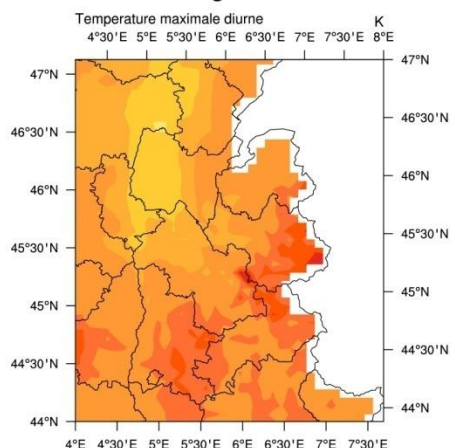 Temperature maximale diurne K
4°30'E 5°E 5°30'E 6°E 6°30'E 7°E 7°30'E 8°E
47°N 47°N
46°30'N 46°30'N
46°N 46°N
45°30'N 45°30'N
45°N 45°N
44°30'N 44°30'N
44°N 44°N
4°E 4°30'E 5°E 5°30'E 6°E 6°30'E 7°E 7°30'E